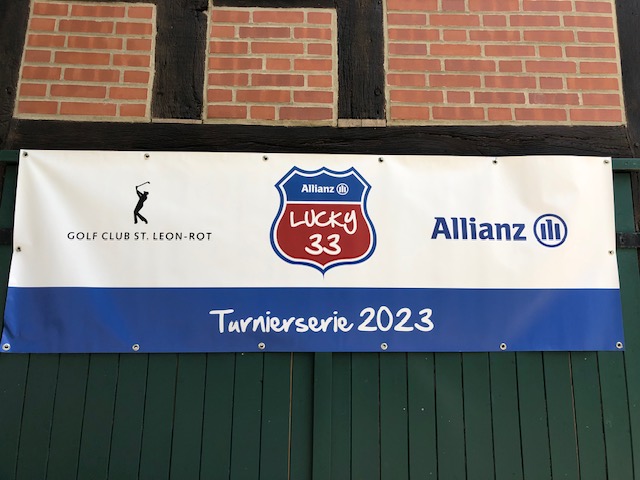 GOLF CLUB ST. LEON-ROT
Allianz
LUCKY
33
Allianz
Turnierserie 2023